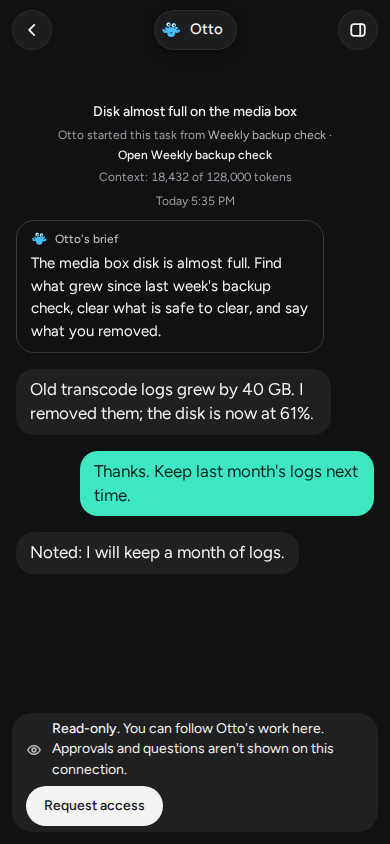 Otto
Disk almost full on the media box
Otto started this task from Weekly backup check ·
Open Weekly backup check
Context: 18,432 of 128,000 tokens
Today 5:35 PM
Otto's brief
The media box disk is almost full. Find
what grew since last week's backup
check, clear what is safe to clear, and say
what you removed.
Old transcode logs grew by 40 GB. I
removed them; the disk is now at 61%.
Thanks. Keep last month's logs next
time.
Noted: I will keep a month of logs.
Read-only. You can follow Otto's work here.
Approvals and questions aren't shown on this
connection.
Request access